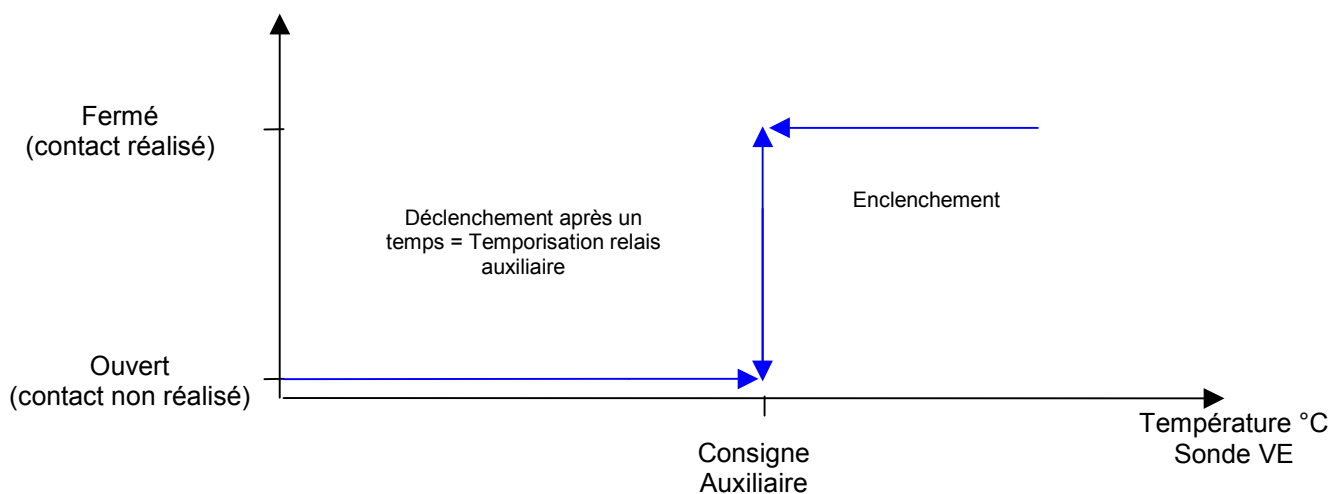 Fermé
(contact réalisé)
Enclenchement
Déclenchement après un
temps = Temporisation relais
auxiliaire
Ouvert
(contact non réalisé)
Température °C
Sonde VE
Consigne
Auxiliaire